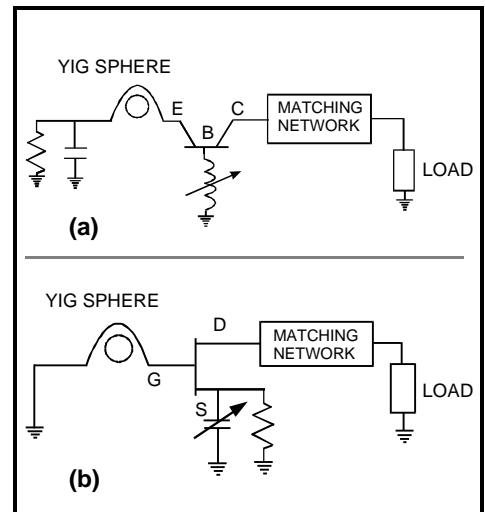 YIG SPHERE
E
C
B
MATCHING
NETWORK
LOAD
(a)
YIG SPHERE
D
MATCHING
NETWORK
G
LOAD
S
(b)